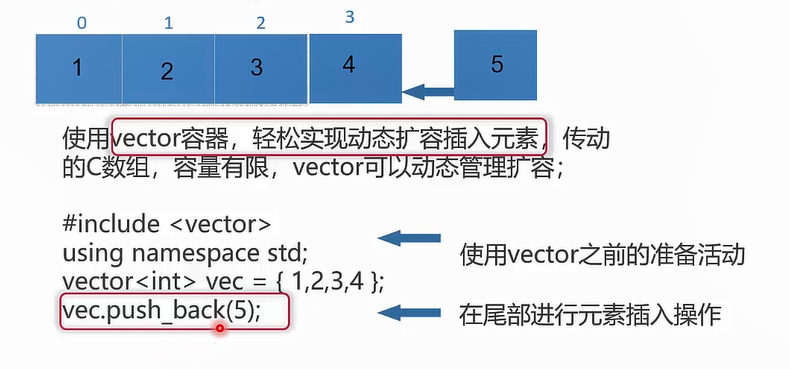 0 1 2 3
1 2 3 4 5
使用vector容器，轻松实现动态扩容插入元素，传动
的C数组，容量有限，vector可以动态管理扩容；
#include <vector>
using namespace std;
使用vector之前的准备活动
vector<int> vec = { 1,2,3,4 };
vec.push_back(5);
在尾部进行元素插入操作